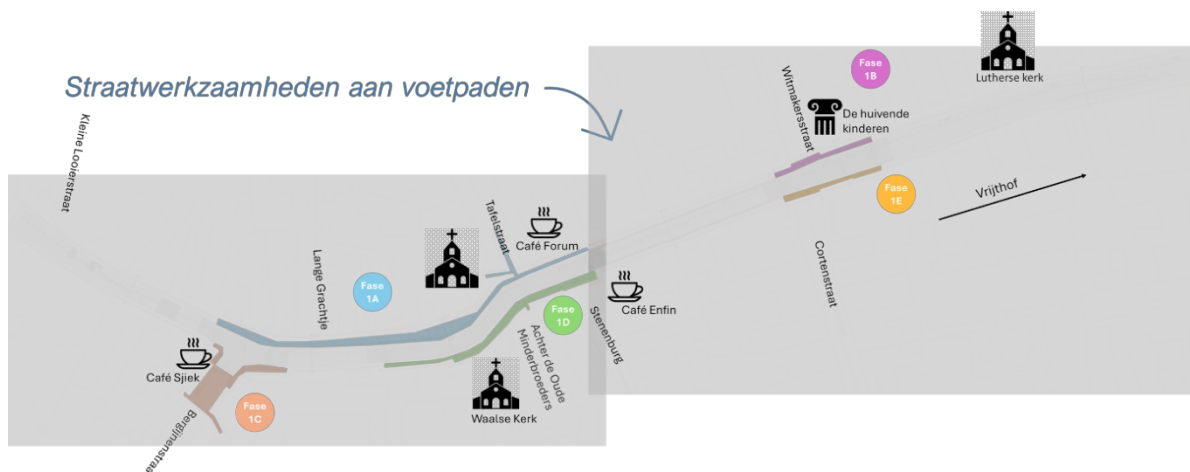 Straatwerkzaamheden aan voetpaden
Fase
1B
Lutherse kerk
Witmakersstraat
De huivende
kinderen
Kleine Looierstraat
Fase
1E
Vrijthof
Tafelstraat
Café Forum
Lange Grachtje
Fase
1A
Cortenstraat
Café Enfin
Fase
1D
Stenenburg
Achter de Oude
Minderbroeders
Café Sjiek
Fase
1C
Waalse Kerk